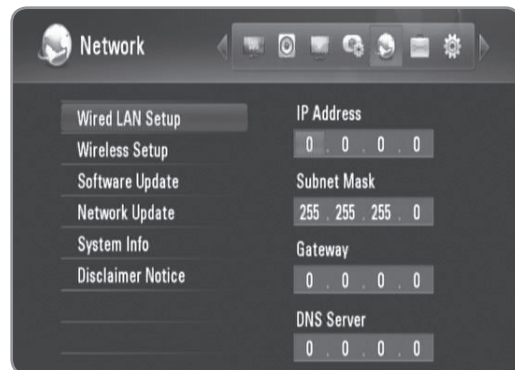 Network
Wired LAN Setup
Wireless Setup
Software Update
Network Update
System Info
Disclaimer Notice
IP Address
0 . 0 . 0 . 0
Subnet Mask
255 . 255 . 255 . 0
Gateway
0 . 0 . 0 . 0
DNS Server
0 . 0 . 0 . 0